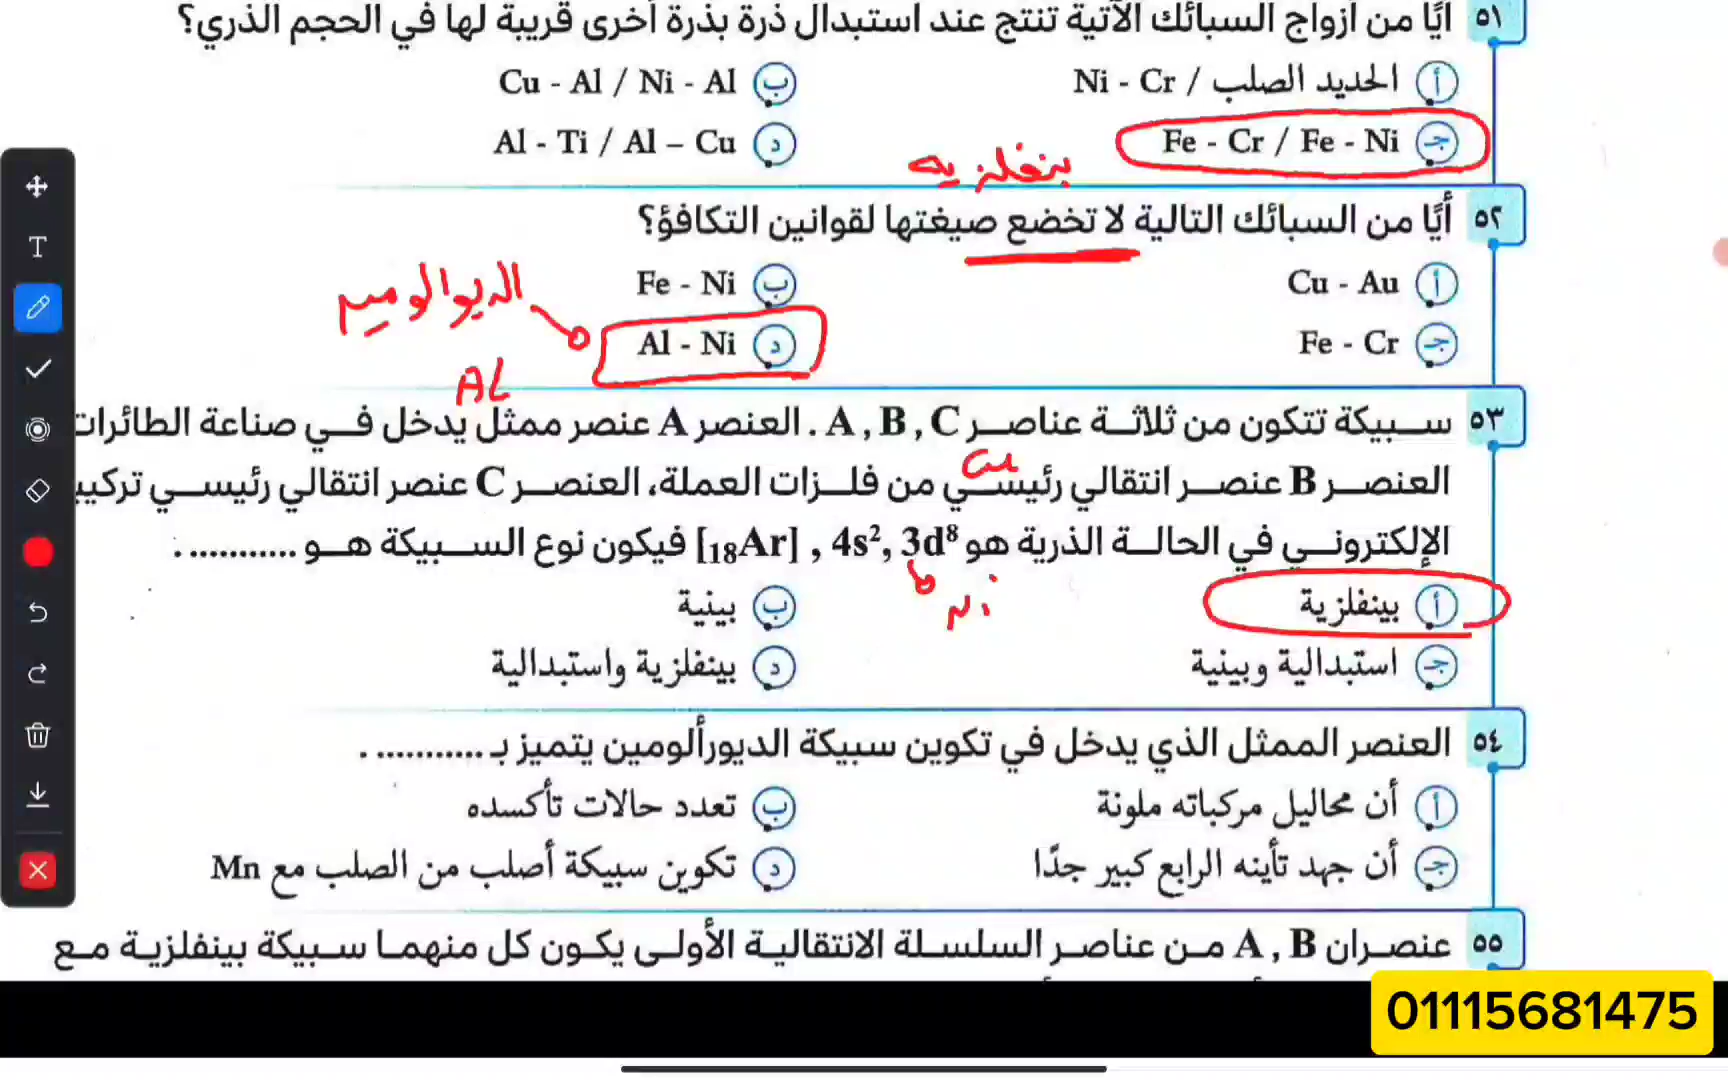 ٥١ أيًا من أزواج السبائك الآتية تنتج عند استبدال ذرة بذرة أخرى قريبة لها في الحجم الذري؟
أ الحديد الصلب / Ni - Cr
ب Cu - Al / Ni - Al
جـ Fe - Cr / Fe - Ni
د Al - Ti / Al – Cu
بنفلزيه
٥٢ أيًا من السبائك التالية لا تخضع صيغتها لقوانين التكافؤ؟
أ Cu - Au
ب Fe - Ni
جـ Fe - Cr
د Al - Ni
الديوالوميم
AL
٥٣ سبيكة تتكون من ثلاثة عناصر A , B , C . العنصر A عنصر ممثل يدخل في صناعة الطائرات
Cu
العنصر B عنصر انتقالي رئيسي من فلزات العملة، العنصر C عنصر انتقالي رئيسي تركيب
الإلكتروني في الحالة الذرية هو [₁₈Ar] , 4s², 3d⁸ فيكون نوع السبيكة هو ............
Ni
أ بينفلزية
ب بينية
جـ استبدالية وبينية
د بينفلزية واستبدالية
٥٤ العنصر الممثل الذي يدخل في تكوين سبيكة الديورألومين يتميز بـ ............
أ أن محاليل مركباته ملونة
ب تعدد حالات تأكسده
جـ أن جهد تأينه الرابع كبير جدًا
د تكوين سبيكة أصلب من الصلب مع Mn
٥٥ عنصران A , B من عناصر السلسلة الانتقالية الأولى يكون كل منهما سبيكة بينفلزية مع
01115681475
T